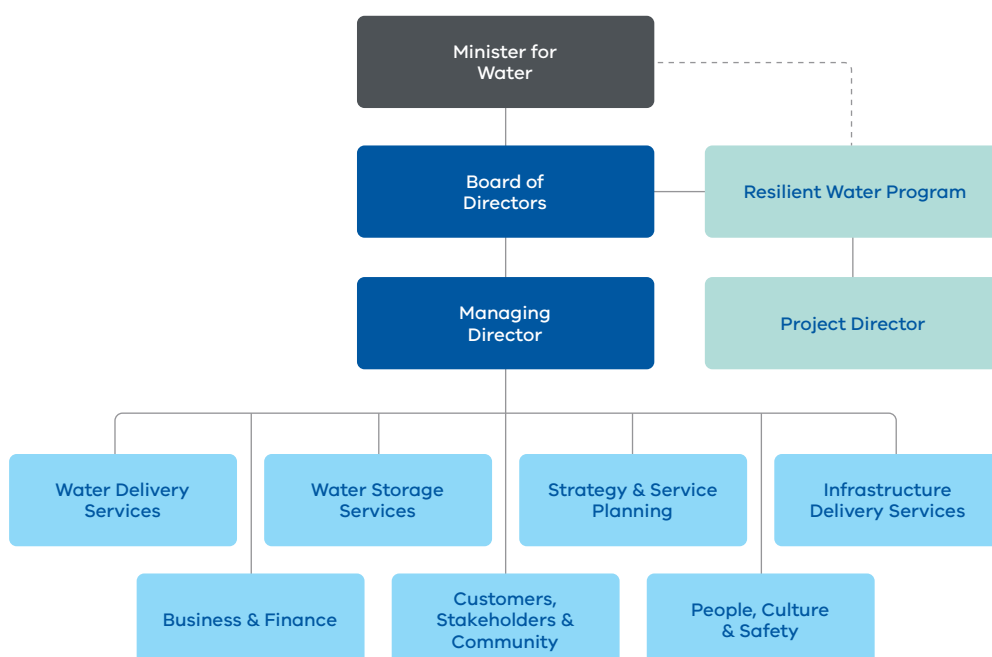 Minister for
Water
Board of
Directors
Resilient Water Program
Managing
Director
Project Director
Water Delivery
Services
Water Storage
Services
Strategy & Service
Planning
Infrastructure
Delivery Services
Business & Finance
Customers,
Stakeholders &
Community
People, Culture
& Safety